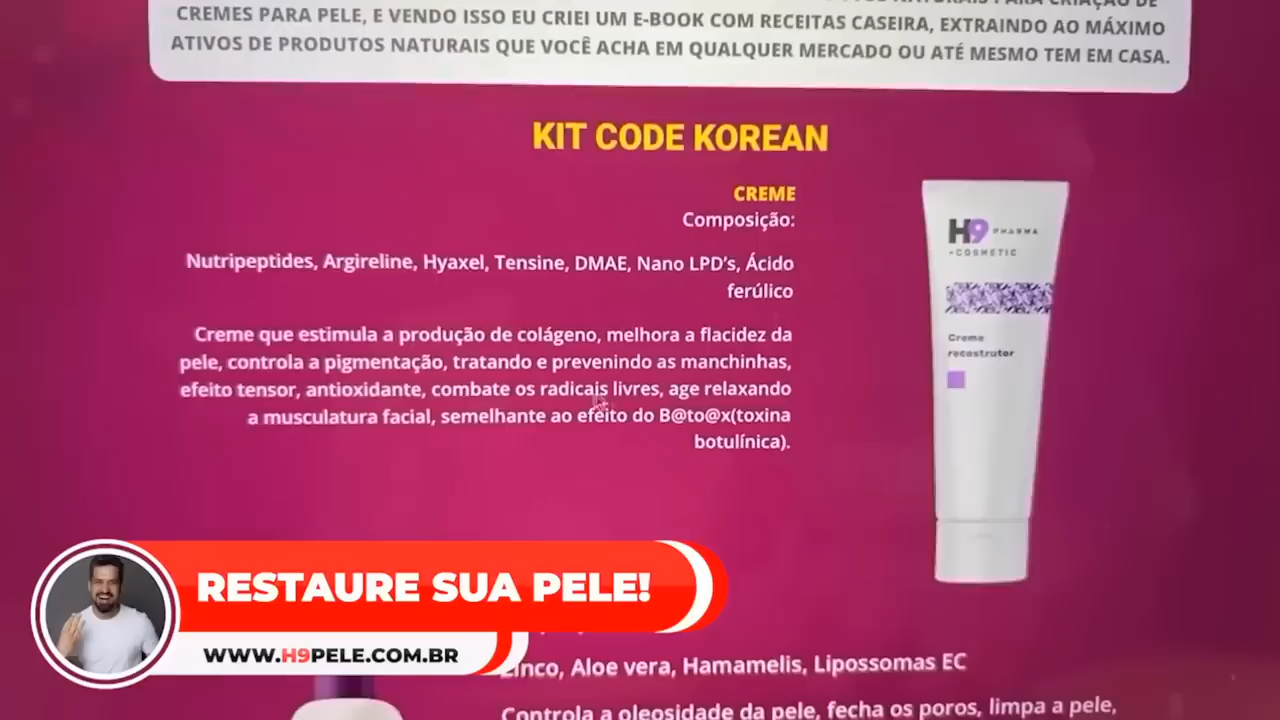 CREMES PARA PELE, E VENDO ISSO EU CRIEI UM E-BOOK COM RECEITAS CASEIRA, EXTRAINDO AO MÁXIMO
ATIVOS DE PRODUTOS NATURAIS QUE VOCÊ ACHA EM QUALQUER MERCADO OU ATÉ MESMO TEM EM CASA.
KIT CODE KOREAN
CREME
Composição:
Nutripeptides, Argireline, Hyaxel, Tensine, DMAE, Nano LPD's, Ácido
ferúlico
Creme que estimula a produção de colágeno, melhora a flacidez da
pele, controla a pigmentação, tratando e prevenindo as manchinhas,
efeito tensor, antioxidante, combate os radicais livres, age relaxando
a musculatura facial, semelhante ao efeito do B@to@x(toxina
botulínica).
H9 PHARMA
+COSMETIC
Creme
recostrutor
RESTAURE SUA PELE!
WWW.H9PELE.COM.BR
Zinco, Aloe vera, Hamamelis, Lipossomas EC
Controla a oleosidade da pele, fecha os poros, limpa a pele,